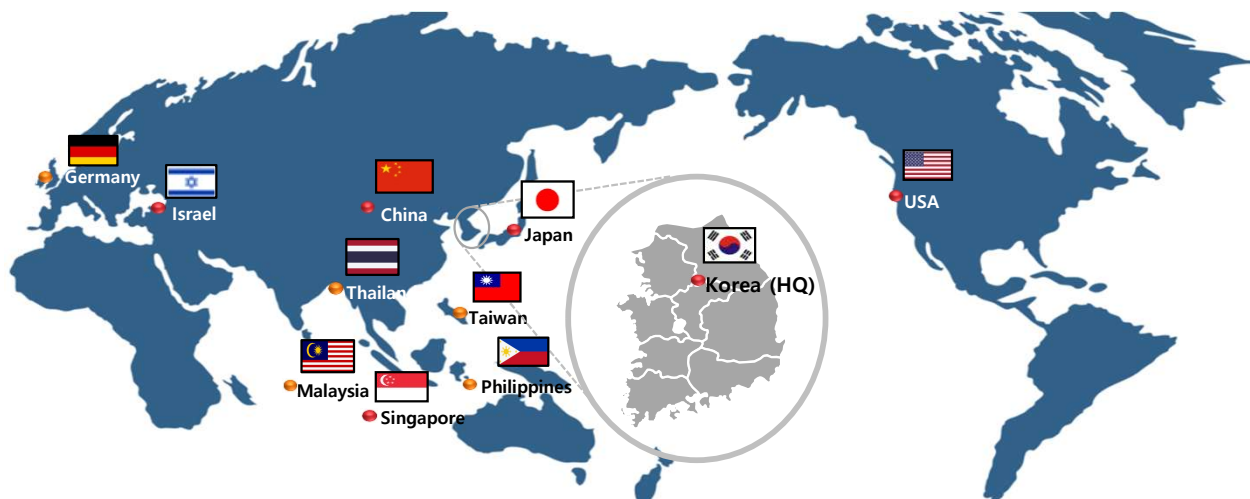 Germany
Israel
China
Japan
USA
Thailan
Korea (HQ)
Taiwan
Malaysia
Philippines
Singapore